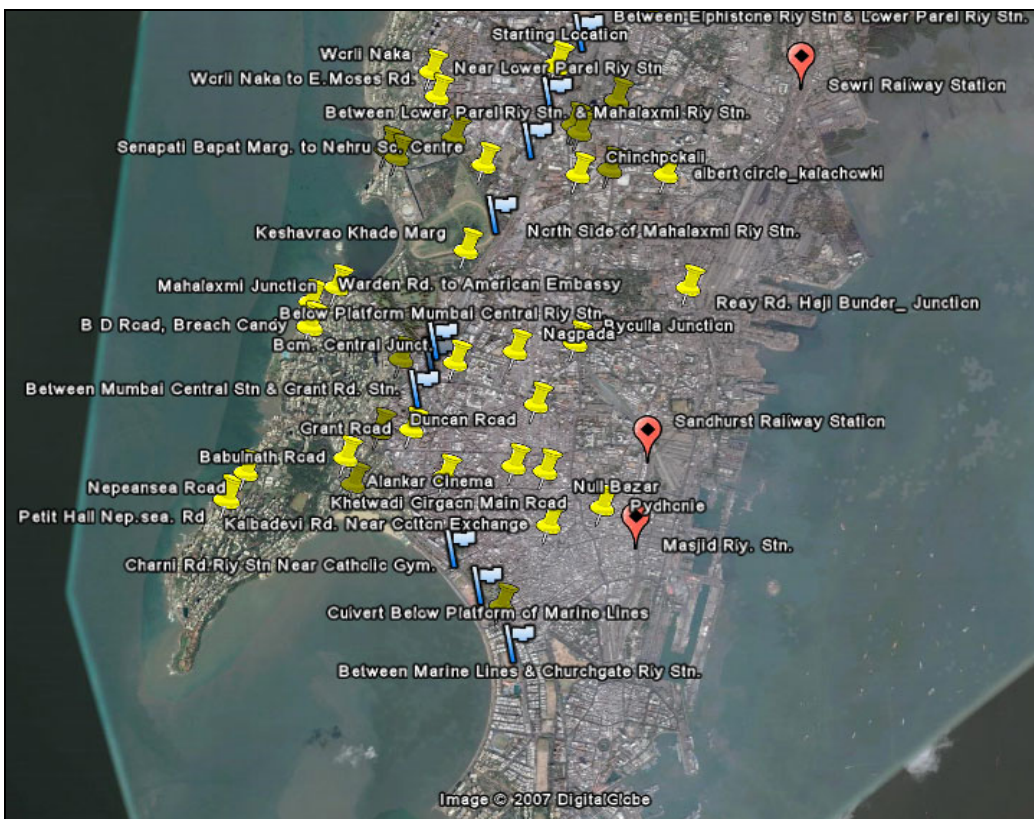 Between Elphistone Rly Stn & Lower Parel Rly Stn.
Starting Location
Worli Naka
Near Lower Parel Rly Stn
Worli Naka to E.Moses Rd.
Sewri Railway Station
Between Lower Parel Rly Stn. & Mahalaxmi Rly Stn.
Senapati Bapat Marg. to Nehru Sc. Centre
Chinchpokali
albert circle_kalachowki
Keshavrao Khade Marg
North Side of Mahalaxmi Rly Stn.
Mahalaxmi Junction
Warden Rd. to American Embassy
Reay Rd. Haji Bunder_ Junction
Below Platform Mumbai Central Rly Stn
B D Road, Breach Candy
Byculla Junction
Nagpada
Bom. Central Junct.
Between Mumbai Central Stn & Grant Rd. Stn.
Duncan Road
Sandhurst Railway Station
Grant Road
Babulnath Road
Alankar Cinema
Nepeansea Road
Null Bazar
Khetwadi Girgaon Main Road
Pydhonie
Petit Hall Nep.sea. Rd
Kalbadevi Rd. Near Cotton Exchange
Masjid Rly. Stn.
Charni Rd.Rly Stn Near Catholic Gym.
Culvert Below Platform of Marine Lines
Between Marine Lines & Churchgate Rly Stn.
Image © 2007 DigitalGlobe